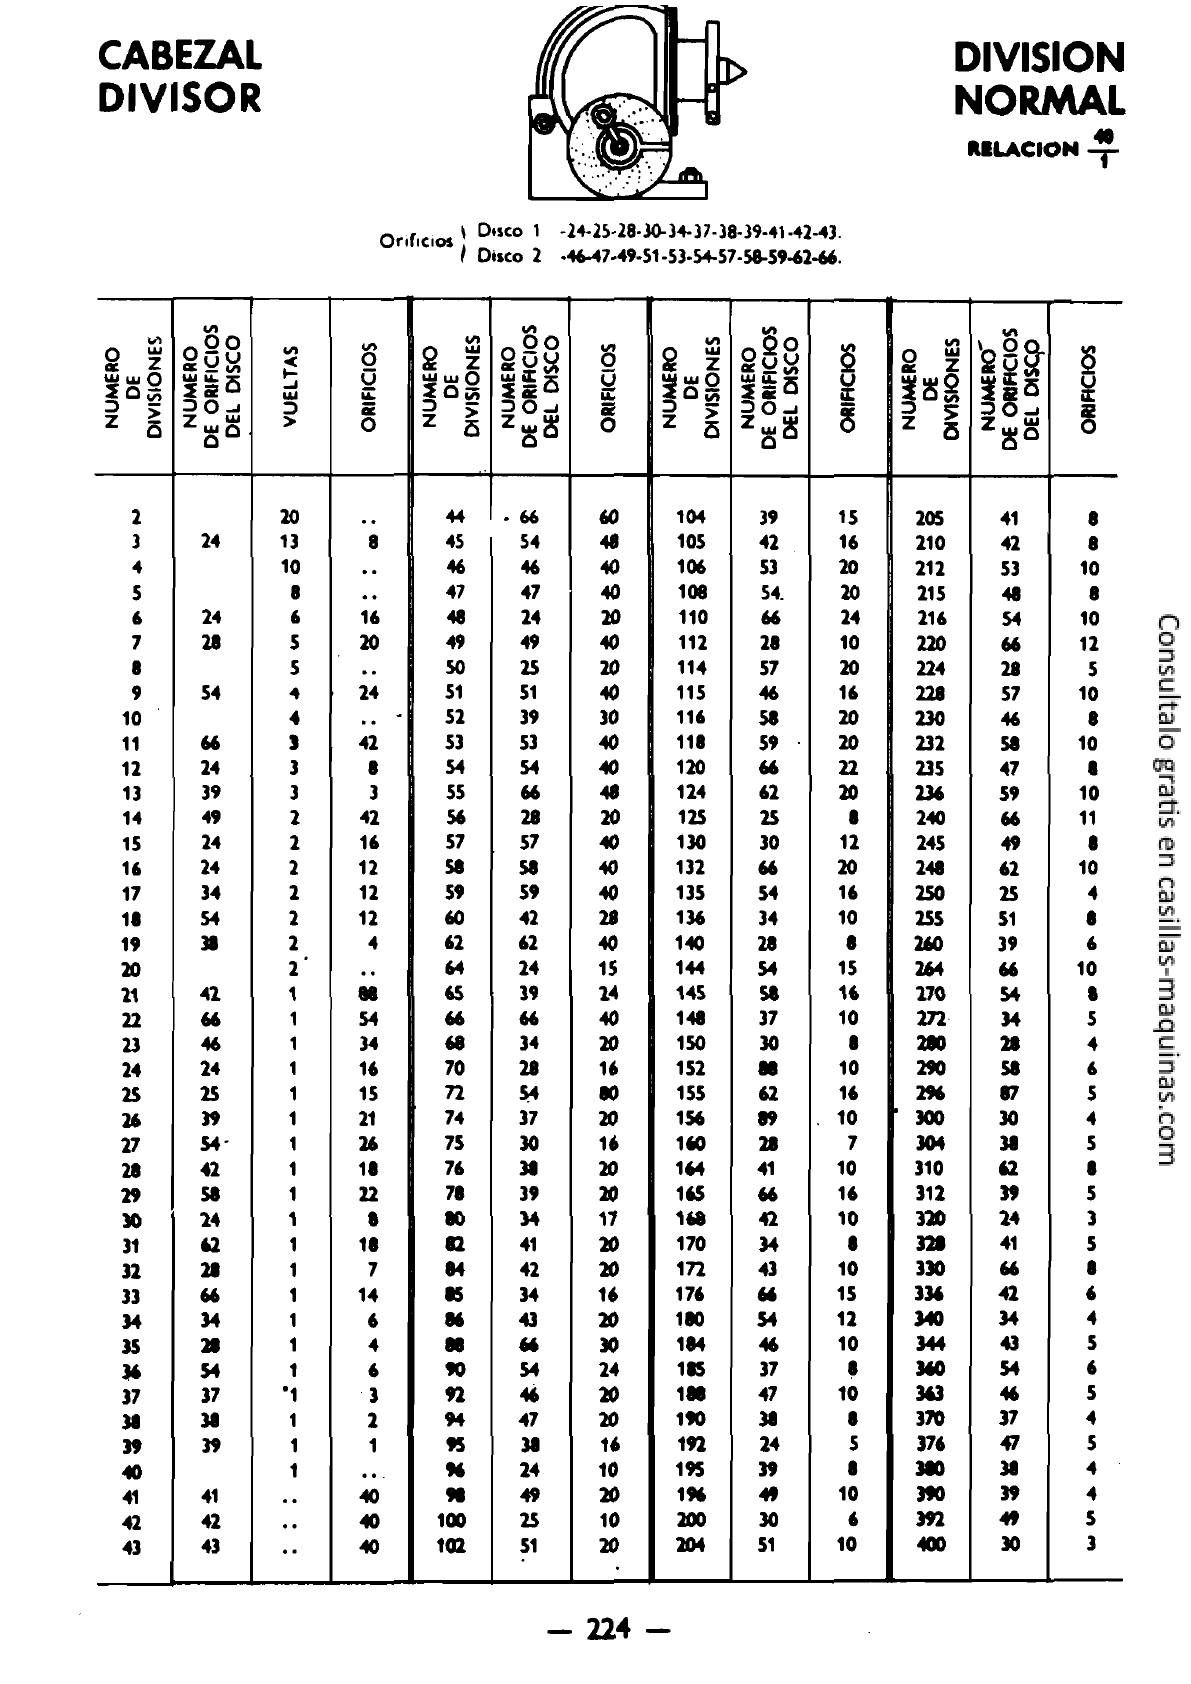 CABEZAL
DIVISOR
DIVISION
NORMAL
RELACION 40/1
Orificios Disco 1 -24-25-28-30-34-37-38-39-41-42-43.
Disco 2 -46-47-49-51-53-54-57-58-59-62-66.
NUMERO DE DIVISIONES NUMERO DE ORIFICIOS DEL DISCO VUELTAS ORIFICIOS NUMERO DE DIVISIONES NUMERO DE ORIFICIOS DEL DISCO ORIFICIOS NUMERO DE DIVISIONES NUMERO DE ORIFICIOS DEL DISCO ORIFICIOS NUMERO DE DIVISIONES NUMERO DE ORIFICIOS DEL DISCO ORIFICIOS
2 20 .. 44 66 60 104 39 15 205 41 8
3 24 13 8 45 54 48 105 42 16 210 42 8
4 10 .. 46 46 40 106 53 20 212 53 10
5 8 .. 47 47 40 108 54 20 215 48 8
6 24 6 16 48 24 20 110 66 24 216 54 10
7 28 5 20 49 49 40 112 28 10 220 66 12
8 5 .. 50 25 20 114 57 20 224 28 5
9 54 4 24 51 51 40 115 46 16 228 57 10
10 4 .. 52 39 30 116 58 20 230 46 8
11 66 3 42 53 53 40 118 59 20 232 58 10
12 24 3 8 54 54 40 120 66 22 235 47 8
13 39 3 3 55 66 48 124 62 20 236 59 10
14 49 2 42 56 28 20 125 25 8 240 66 11
15 24 2 16 57 57 40 130 30 12 245 49 8
16 24 2 12 58 58 40 132 66 20 248 62 10
17 34 2 12 59 59 40 135 54 16 250 25 4
18 54 2 12 60 42 28 136 34 10 255 51 8
19 38 2 4 62 62 40 140 28 8 260 39 6
20 2 .. 64 24 15 144 54 15 264 66 10
21 42 1 88 65 39 24 145 58 16 270 54 8
22 66 1 54 66 66 40 148 37 10 272 34 5
23 46 1 34 68 34 20 150 30 8 280 28 4
24 24 1 16 70 28 16 152 88 10 290 58 6
25 25 1 15 72 54 80 155 62 16 296 87 5
26 39 1 21 74 37 20 156 89 10 300 30 4
27 54 1 26 75 30 16 160 28 7 304 38 5
28 42 1 18 76 38 20 164 41 10 310 62 8
29 58 1 22 78 39 20 165 66 16 312 39 5
30 24 1 8 80 34 17 168 42 10 320 24 3
31 62 1 18 82 41 20 170 34 8 328 41 5
32 28 1 7 84 42 20 172 43 10 330 66 8
33 66 1 14 85 34 16 176 66 15 336 42 6
34 34 1 6 86 43 20 180 54 12 340 34 4
35 28 1 4 88 66 30 184 46 10 344 43 5
36 54 1 6 90 54 24 185 37 8 360 54 6
37 37 1 3 92 46 20 188 47 10 363 46 5
38 38 1 2 94 47 20 190 38 8 370 37 4
39 39 1 1 95 38 16 192 24 5 376 47 5
40 1 .. 96 24 10 195 39 8 380 38 4
41 41 .. 40 98 49 20 196 49 10 390 39 4
42 42 .. 40 100 25 10 200 30 6 392 49 5
43 43 .. 40 102 51 20 204 51 10 400 30 3
— 224 —
Consultalo gratis en casillas-maquinas.com